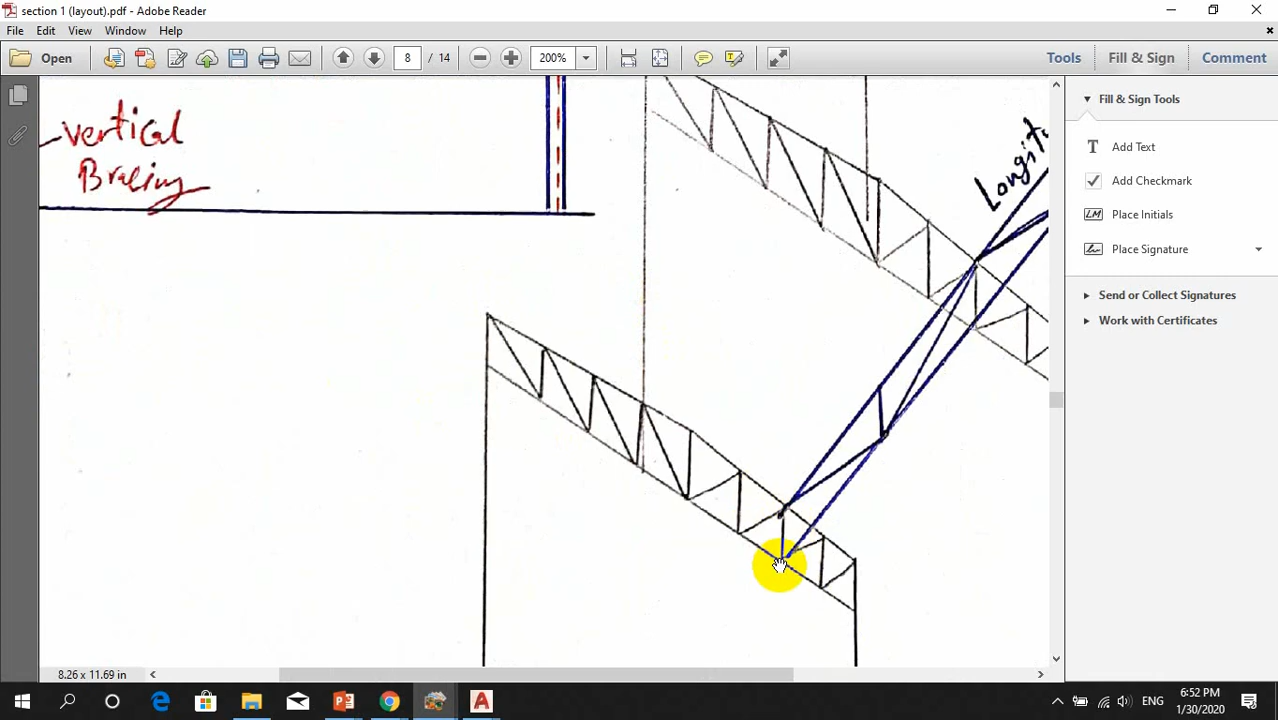 section 1 (layout).pdf - Adobe Reader
File Edit View Window Help
Open 8 / 14 200% Tools Fill & Sign Comment
Fill & Sign Tools
Add Text
Add Checkmark
Place Initials
Place Signature
Send or Collect Signatures
Work with Certificates
Vertical
Bracing
Longit
8.26 x 11.69 in
ENG
6:52 PM
1/30/2020